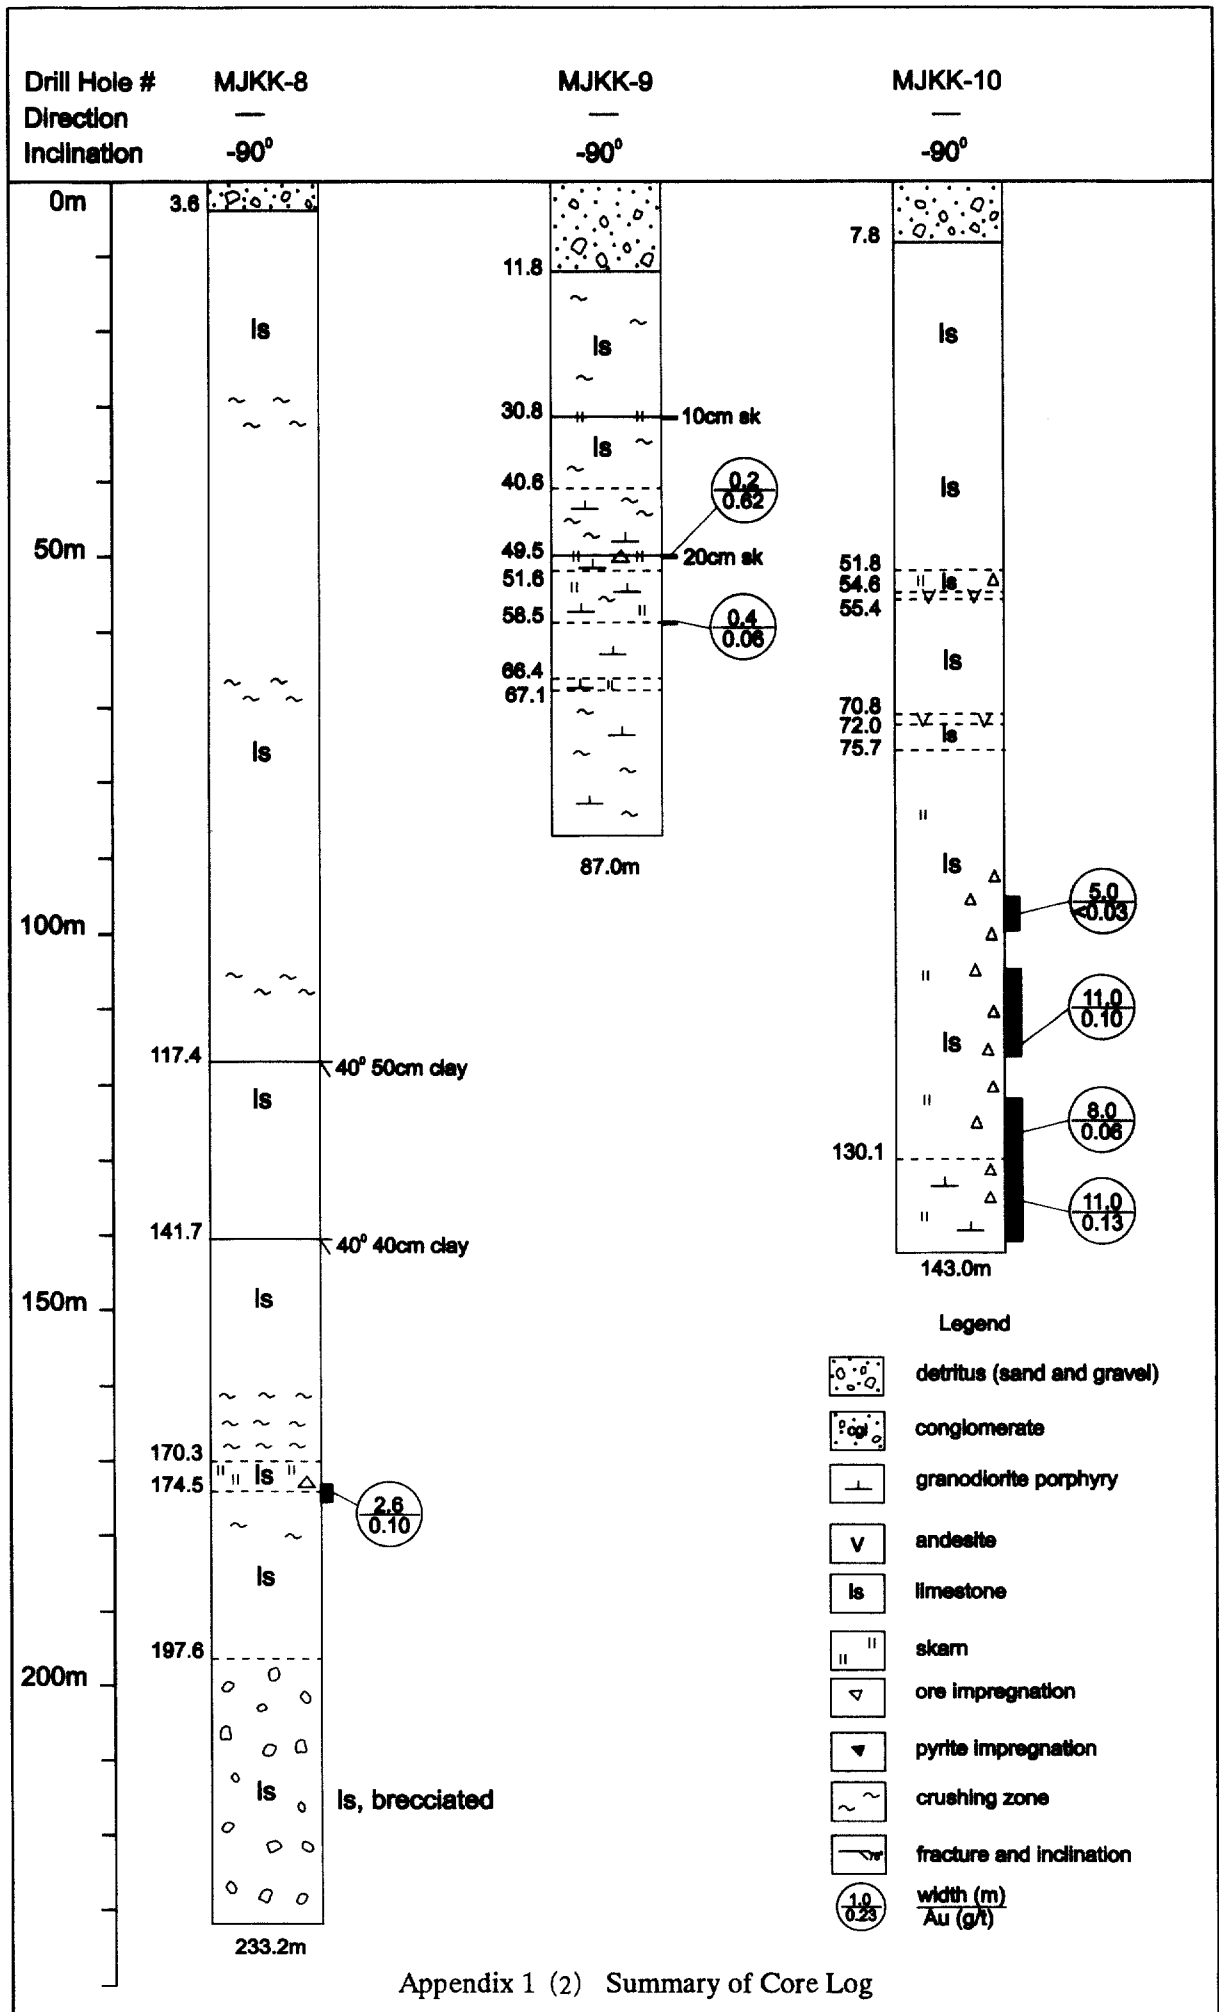 Drill Hole # MJKK-8 MJKK-9 MJKK-10
Direction — — —
Inclination -90° -90° -90°
0m
50m
100m
150m
200m
3.6
ls
ls
117.4
40° 50cm clay
ls
141.7
40° 40cm clay
ls
170.3
ls
174.5
2.6
0.10
ls
197.6
ls
ls, brecciated
233.2m
11.8
ls
30.8
10cm sk
ls
40.6
0.2
0.62
49.5
20cm sk
51.6
58.5
0.4
0.06
66.4
67.1
87.0m
7.8
ls
ls
51.8
ls
54.6
55.4
ls
70.8
72.0
ls
75.7
ls
5.0
<0.03
11.0
0.10
ls
8.0
0.06
130.1
11.0
0.13
143.0m
Legend
detritus (sand and gravel)
cgl conglomerate
granodiorite porphyry
v andesite
ls limestone
skarn
ore impregnation
pyrite impregnation
crushing zone
fracture and inclination
1.0 width (m)
0.23 Au (g/t)
Appendix 1 (2) Summary of Core Log